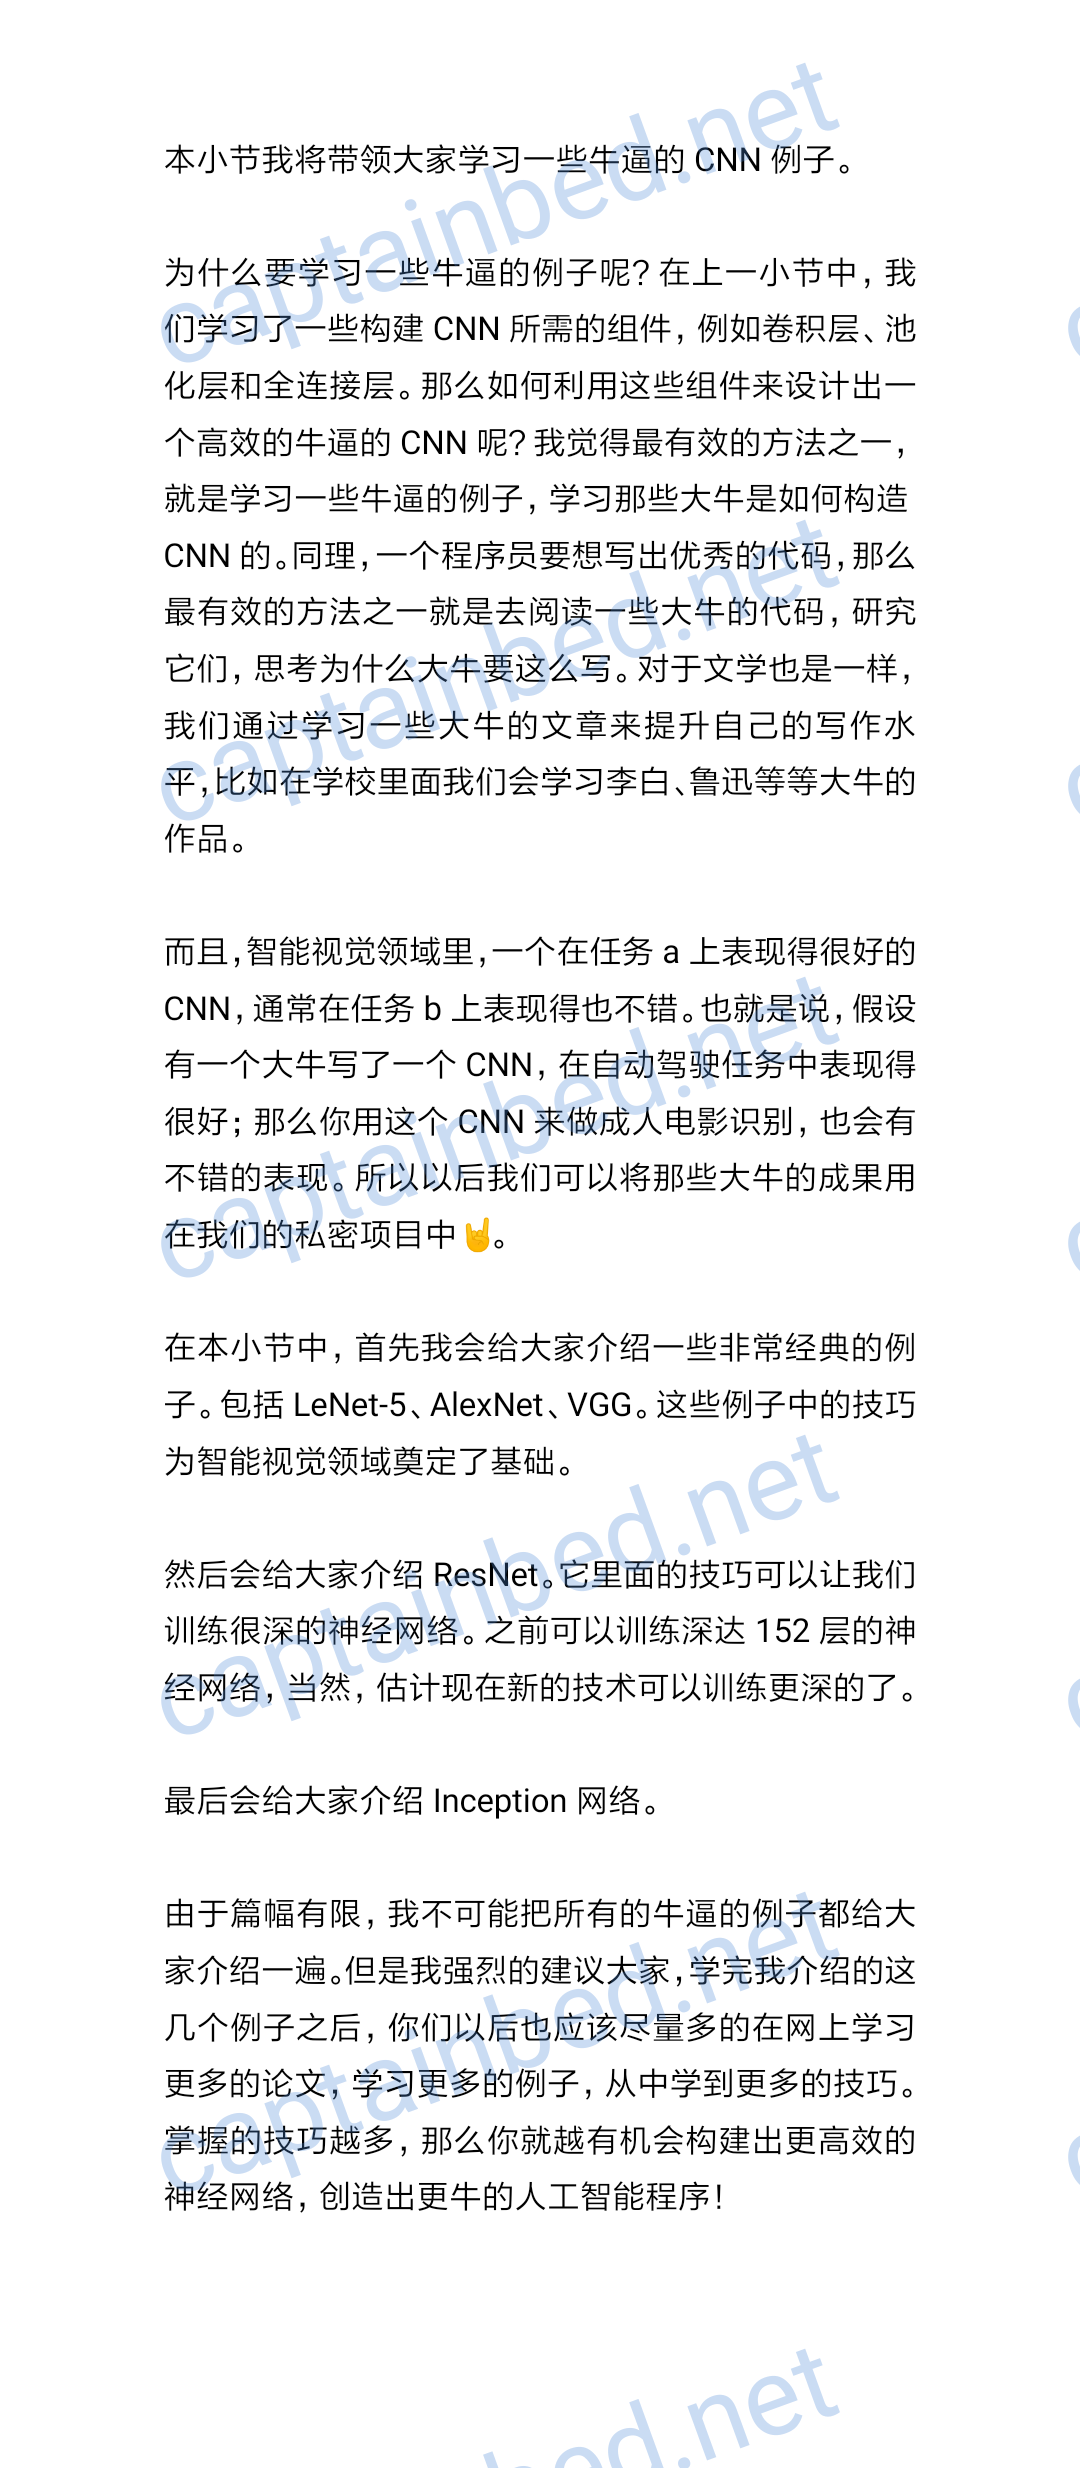 本小节我将带领大家学习一些牛逼的 CNN 例子。
为什么要学习一些牛逼的例子呢？在上一小节中，我
们学习了一些构建 CNN 所需的组件，例如卷积层、池
化层和全连接层。那么如何利用这些组件来设计出一
个高效的牛逼的 CNN 呢？我觉得最有效的方法之一，
就是学习一些牛逼的例子，学习那些大牛是如何构造
CNN 的。同理，一个程序员要想写出优秀的代码，那么
最有效的方法之一就是去阅读一些大牛的代码，研究
它们，思考为什么大牛要这么写。对于文学也是一样，
我们通过学习一些大牛的文章来提升自己的写作水
平，比如在学校里面我们会学习李白、鲁迅等等大牛的
作品。
而且，智能视觉领域里，一个在任务 a 上表现得很好的
CNN，通常在任务 b 上表现得也不错。也就是说，假设
有一个大牛写了一个 CNN，在自动驾驶任务中表现得
很好；那么你用这个 CNN 来做成人电影识别，也会有
不错的表现。所以以后我们可以将那些大牛的成果用
在我们的私密项目中🤘。
在本小节中，首先我会给大家介绍一些非常经典的例
子。包括 LeNet-5、AlexNet、VGG。这些例子中的技巧
为智能视觉领域奠定了基础。
然后会给大家介绍 ResNet。它里面的技巧可以让我们
训练很深的神经网络。之前可以训练深达 152 层的神
经网络，当然，估计现在新的技术可以训练更深的了。
最后会给大家介绍 Inception 网络。
由于篇幅有限，我不可能把所有的牛逼的例子都给大
家介绍一遍。但是我强烈的建议大家，学完我介绍的这
几个例子之后，你们以后也应该尽量多的在网上学习
更多的论文，学习更多的例子，从中学到更多的技巧。
掌握的技巧越多，那么你就越有机会构建出更高效的
神经网络，创造出更牛的人工智能程序！
captainbed.net
captainbed.net
captainbed.net
captainbed.net
captainbed.net